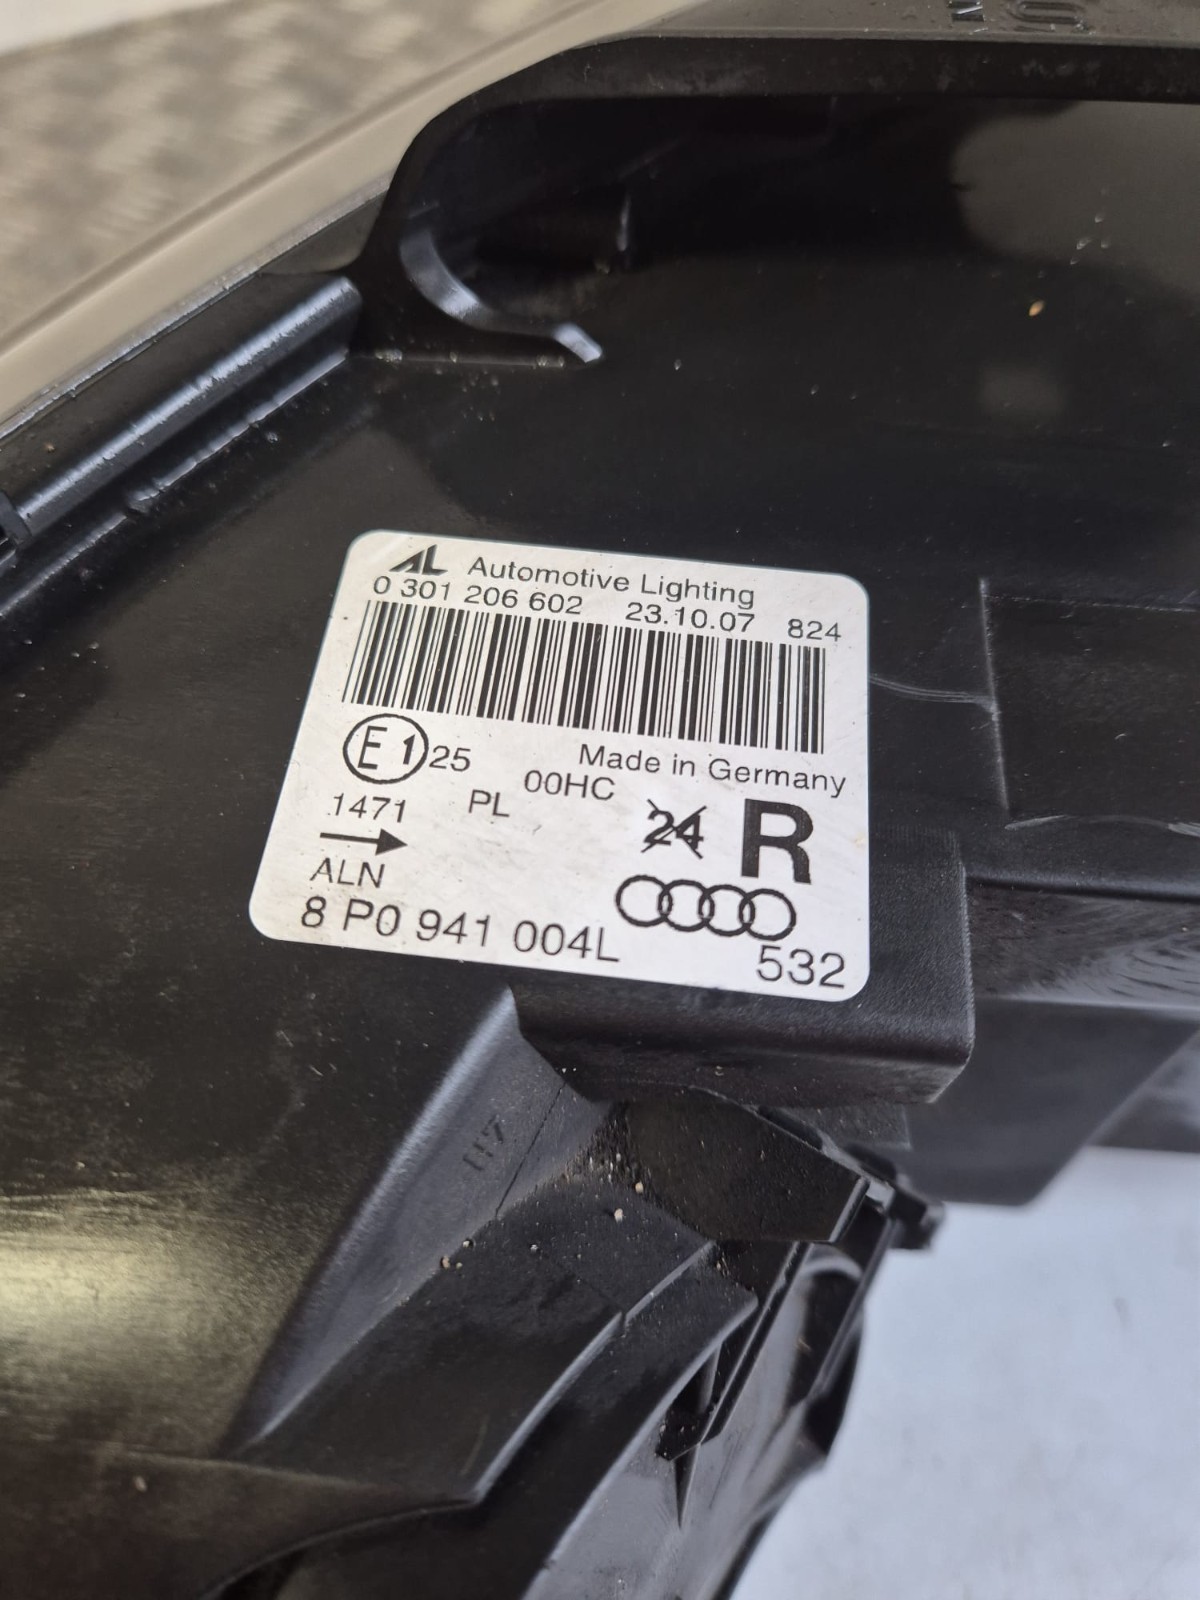 AL Automotive Lighting
0 301 206 602 23.10.07 824
E1 25 Made in Germany
00HC
1471 PL 24 R
ALN
8 P0 941 004L
532